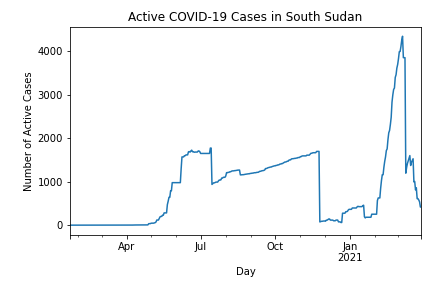 Active COVID-19 Cases in South Sudan
Number of Active Cases
4000
3000
2000
1000
0
Apr
Jul
Oct
Jan
2021
Day